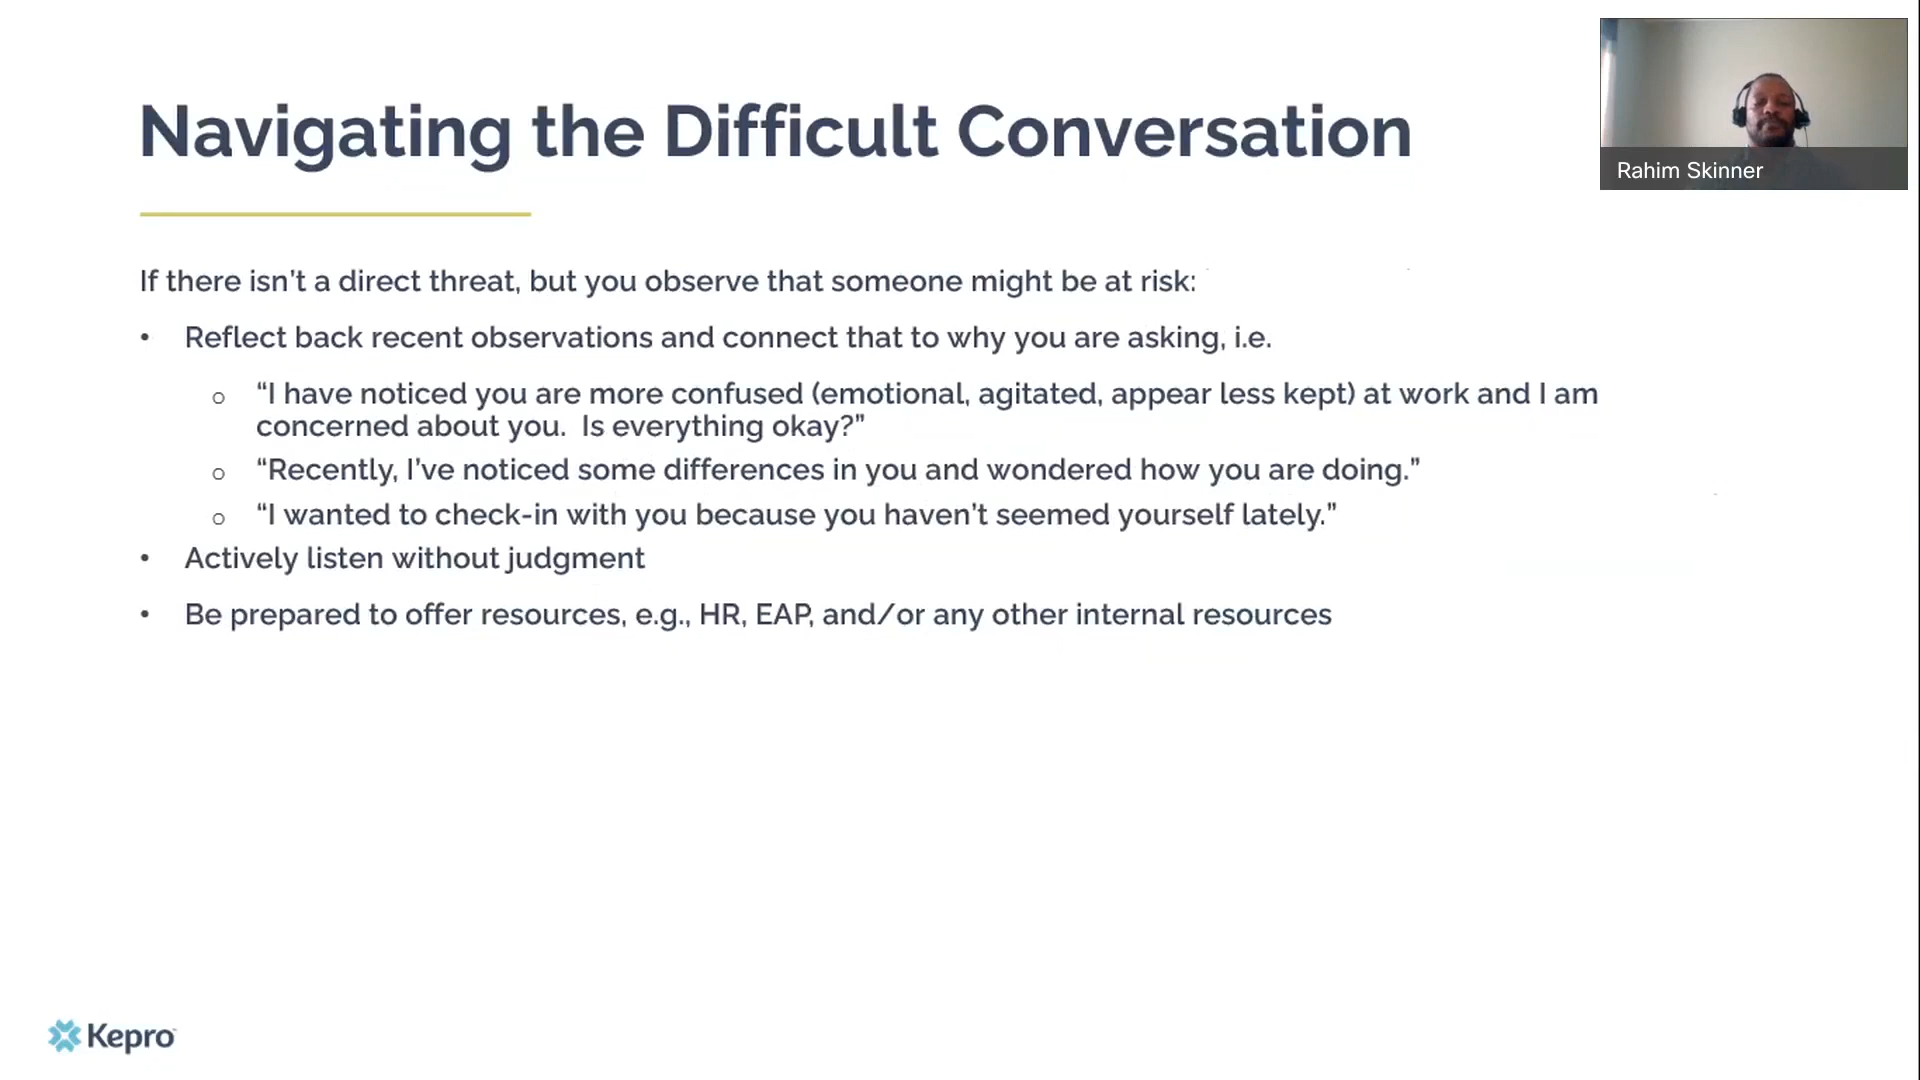 Navigating the Difficult Conversation
Rahim Skinner
If there isn’t a direct threat, but you observe that someone might be at risk:
• Reflect back recent observations and connect that to why you are asking, i.e.
o “I have noticed you are more confused (emotional, agitated, appear less kept) at work and I am
concerned about you.  Is everything okay?”
o “Recently, I’ve noticed some differences in you and wondered how you are doing.”
o “I wanted to check-in with you because you haven’t seemed yourself lately.”
• Actively listen without judgment
• Be prepared to offer resources, e.g., HR, EAP, and/or any other internal resources
Kepro